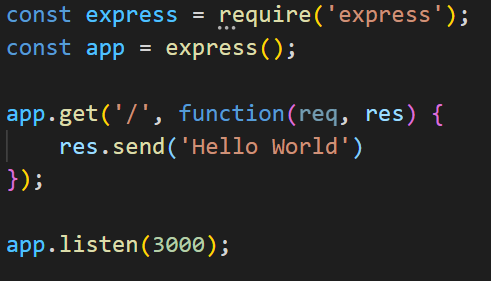 const express = require('express');
const app = express();
app.get('/', function(req, res) {
    res.send('Hello World')
});
app.listen(3000);